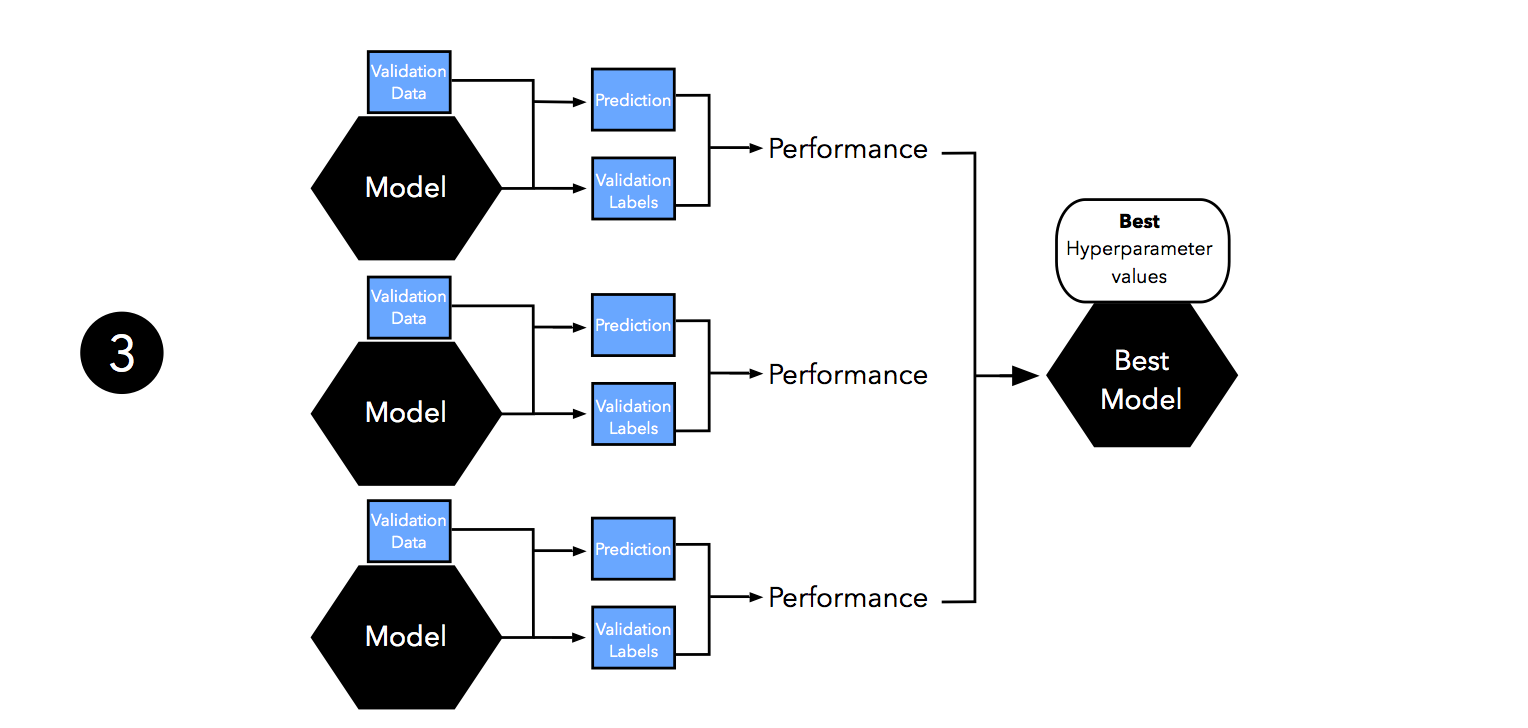 3
Validation
Data
Model
Prediction
Validation
Labels
Performance
Validation
Data
Model
Prediction
Validation
Labels
Performance
Validation
Data
Model
Prediction
Validation
Labels
Performance
Best
Hyperparameter
values
Best
Model